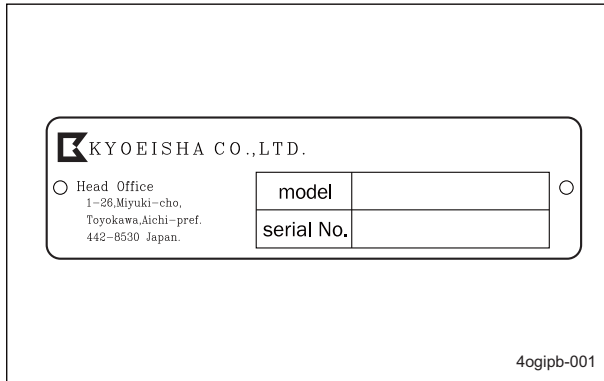 KYOEISHA CO.,LTD.
Head Office
1-26,Miyuki-cho,
Toyokawa,Aichi-pref.
442-8530 Japan.
model
serial No.
4ogipb-001